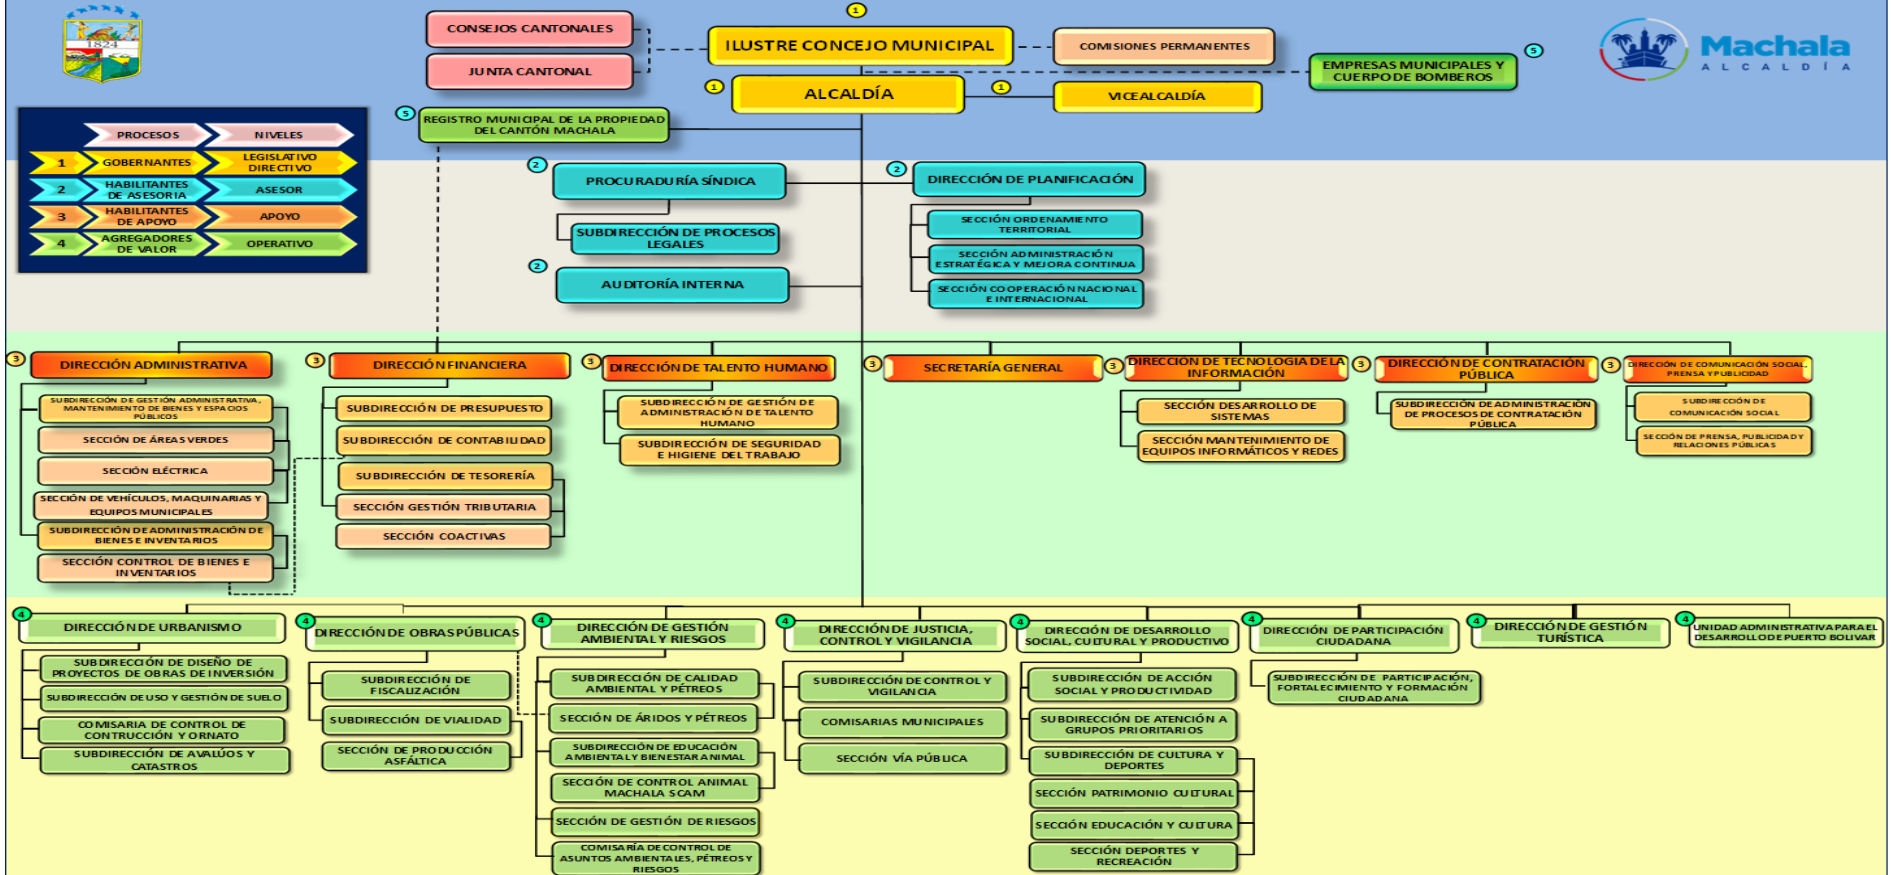 1
CONSEJOS CANTONALES
ILUSTRE CONCEJO MUNICIPAL
COMISIONES PERMANENTES
JUNTA CANTONAL
5
EMPRESAS MUNICIPALES Y
CUERPO DE BOMBEROS
1824
Machala
ALCALDÍA
1
ALCALDÍA
1
VICEALCALDÍA
5
REGISTRO MUNICIPAL DE LA PROPIEDAD
DEL CANTÓN MACHALA
PROCESOS
NIVELES
1
GOBERNANTES
LEGISLATIVO
DIRECTIVO
2
HABILITANTES
DE ASESORIA
ASESOR
3
HABILITANTES
DE APOYO
APOYO
4
AGREGADORES
DE VALOR
OPERATIVO
2
PROCURADURÍA SÍNDICA
SUBDIRECCIÓN DE PROCESOS
LEGALES
2
AUDITORÍA INTERNA
2
DIRECCIÓN DE PLANIFICACIÓN
SECCIÓN ORDENAMIENTO
TERRITORIAL
SECCIÓN ADMINISTRACIÓN
ESTRATÉGICA Y MEJORA CONTINUA
SECCIÓN COOPERACIÓN NACIONAL
E INTERNACIONAL
3
DIRECCIÓN ADMINISTRATIVA
SUBDIRECCIÓN DE GESTIÓN ADMINISTRATIVA,
MANTENIMIENTO DE BIENES Y ESPACIOS
PÚBLICOS
SECCIÓN DE ÁREAS VERDES
SECCIÓN ELÉCTRICA
SECCIÓN DE VEHÍCULOS, MAQUINARIAS Y
EQUIPOS MUNICIPALES
SUBDIRECCIÓN DE ADMINISTRACIÓN DE
BIENES E INVENTARIOS
SECCIÓN CONTROL DE BIENES E
INVENTARIOS
3
DIRECCIÓN FINANCIERA
SUBDIRECCIÓN DE PRESUPUESTO
SUBDIRECCIÓN DE CONTABILIDAD
SUBDIRECCIÓN DE TESORERÍA
SECCIÓN GESTIÓN TRIBUTARIA
SECCIÓN COACTIVAS
3
DIRECCIÓN DE TALENTO HUMANO
SUBDIRECCIÓN DE GESTIÓN DE
ADMINISTRACIÓN DE TALENTO
HUMANO
SUBDIRECCIÓN DE SEGURIDAD
E HIGIENE DEL TRABAJO
3
SECRETARÍA GENERAL
3
DIRECCIÓN DE TECNOLOGIA DE LA
INFORMACIÓN
SECCIÓN DESARROLLO DE
SISTEMAS
SECCIÓN MANTENIMIENTO DE
EQUIPOS INFORMÁTICOS Y REDES
3
DIRECCIÓN DE CONTRATACIÓN
PÚBLICA
SUBDIRECCIÓN DE ADMINISTRACIÓN
DE PROCESOS DE CONTRATACIÓN
PÚBLICA
3
DIRECCIÓN DE COMUNICACIÓN SOCIAL,
PRENSA Y PUBLICIDAD
SUBDIRECCIÓN DE
COMUNICACIÓN SOCIAL
SECCIÓN DE PRENSA, PUBLICIDAD Y
RELACIONES PÚBLICAS
4
DIRECCIÓN DE URBANISMO
SUBDIRECCIÓN DE DISEÑO DE
PROYECTOS DE OBRAS DE INVERSIÓN
SUBDIRECCIÓN DE USO Y GESTIÓN DE SUELO
COMISARIA DE CONTROL DE
CONTRUCCIÓN Y ORNATO
SUBDIRECCIÓN DE AVALÚOS Y
CATASTROS
4
DIRECCIÓN DE OBRAS PÚBLICAS
SUBDIRECCIÓN DE
FISCALIZACIÓN
SUBDIRECCIÓN DE VIALIDAD
SECCIÓN DE PRODUCCIÓN
ASFÁLTICA
4
DIRECCIÓN DE GESTIÓN
AMBIENTAL Y RIESGOS
SUBDIRECCIÓN DE CALIDAD
AMBIENTAL Y PÉTREOS
SECCIÓN DE ÁRIDOS Y PÉTREOS
SUBDIRECCIÓN DE EDUCACIÓN
AMBIENTAL Y BIENESTAR ANIMAL
SECCIÓN DE CONTROL ANIMAL
MACHALA SCAM
SECCIÓN DE GESTIÓN DE RIESGOS
COMISARÍA DE CONTROL DE
ASUNTOS AMBIENTALES, PÉTREOS Y
RIESGOS
4
DIRECCIÓN DE JUSTICIA,
CONTROL Y VIGILANCIA
SUBDIRECCIÓN DE CONTROL Y
VIGILANCIA
COMISARIAS MUNICIPALES
SECCIÓN VÍA PÚBLICA
4
DIRECCIÓN DE DESARROLLO
SOCIAL, CULTURAL Y PRODUCTIVO
SUBDIRECCIÓN DE ACCIÓN
SOCIAL Y PRODUCTIVIDAD
SUBDIRECCIÓN DE ATENCIÓN A
GRUPOS PRIORITARIOS
SUBDIRECCIÓN DE CULTURA Y
DEPORTES
SECCIÓN PATRIMONIO CULTURAL
SECCIÓN EDUCACIÓN Y CULTURA
SECCIÓN DEPORTES Y
RECREACIÓN
4
DIRECCIÓN DE PARTICIPACIÓN
CIUDADANA
SUBDIRECCIÓN DE PARTICIPACIÓN,
FORTALECIMIENTO Y FORMACIÓN
CIUDADANA
4
DIRECCIÓN DE GESTIÓN
TURÍSTICA
4
UNIDAD ADMINISTRATIVA PARA EL
DESARROLLO DE PUERTO BOLIVAR